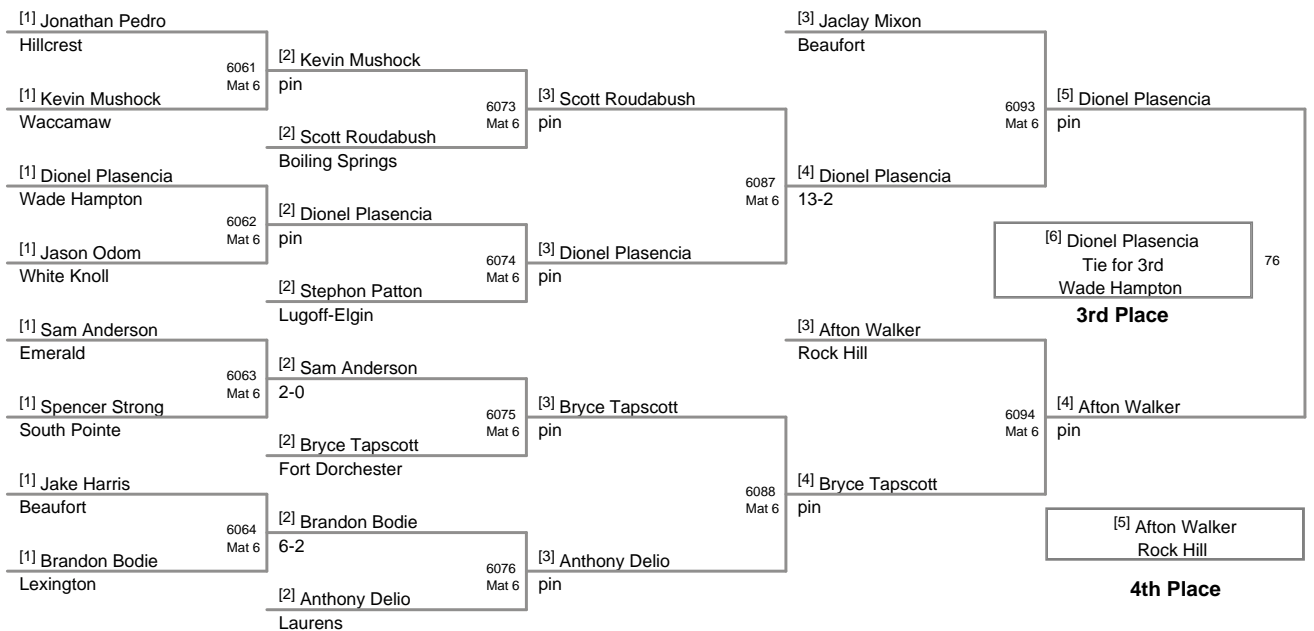 [1] Jonathan Pedro
Hillcrest
6061
Mat 6
[1] Kevin Mushock
Waccamaw
[1] Dionel Plasencia
Wade Hampton
6062
Mat 6
[1] Jason Odom
White Knoll
[1] Sam Anderson
Emerald
6063
Mat 6
[1] Spencer Strong
South Pointe
[1] Jake Harris
Beaufort
6064
Mat 6
[1] Brandon Bodie
Lexington
[2] Kevin Mushock
pin
6073
Mat 6
[2] Scott Roudabush
Boiling Springs
[2] Dionel Plasencia
pin
6074
Mat 6
[2] Stephon Patton
Lugoff-Elgin
[2] Sam Anderson
2-0
6075
Mat 6
[2] Bryce Tapscott
Fort Dorchester
[2] Brandon Bodie
6-2
6076
Mat 6
[2] Anthony Delio
Laurens
[3] Scott Roudabush
pin
6087
Mat 6
[3] Dionel Plasencia
pin
[3] Bryce Tapscott
pin
6088
Mat 6
[3] Anthony Delio
pin
[3] Jaclay Mixon
Beaufort
6093
Mat 6
[4] Dionel Plasencia
13-2
[3] Afton Walker
Rock Hill
6094
Mat 6
[4] Bryce Tapscott
pin
[5] Dionel Plasencia
pin
[6] Dionel Plasencia
Tie for 3rd
Wade Hampton
76
3rd Place
[4] Afton Walker
pin
[5] Afton Walker
Rock Hill
4th Place